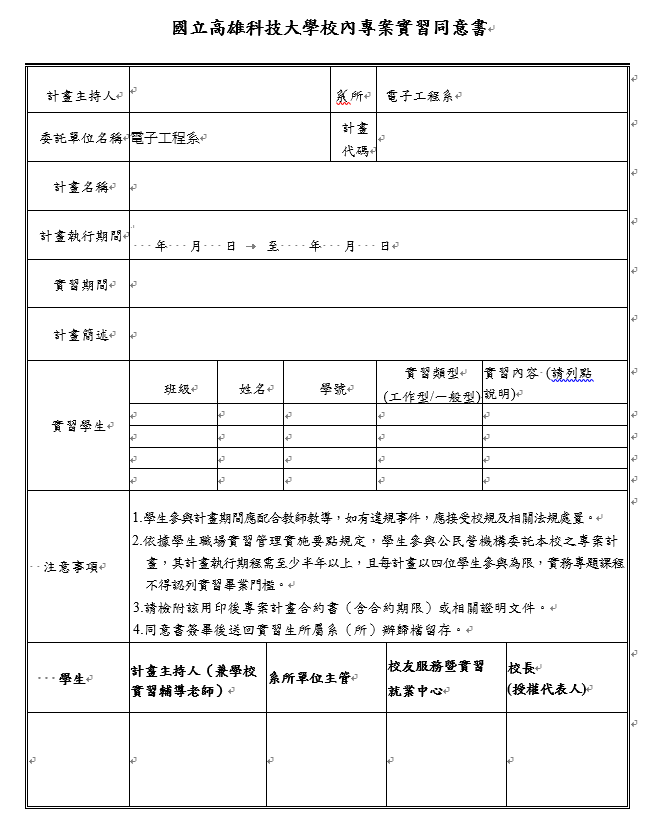 國立高雄科技大學校內專案實習同意書
計畫主持人
系所
電子工程系
委託單位名稱
電子工程系
計畫
代碼
計畫名稱
計畫執行期間
年 月 日 → 至 年 月 日
實習期間
計畫簡述
實習學生
班級
姓名
學號
實習類型
(工作型/一般型)
實習內容 (請列點
說明)
注意事項
1.學生參與計畫期間應配合教師教導，如有違規事件，應接受校規及相關法規處置。
2.依據學生職場實習管理實施要點規定，學生參與公民營機構委託本校之專案計
畫，其計畫執行期程需至少半年以上，且每計畫以四位學生參與為限，實務專題課程
不得認列實習畢業門檻。
3.請檢附該用印後專案計畫合約書（含合約期限）或相關證明文件。
4.同意書簽畢後送回實習生所屬系（所）辦歸檔留存。
學生
計畫主持人（兼學校
實習輔導老師）
系所單位主管
校友服務暨實習
就業中心
校長
(授權代表人)